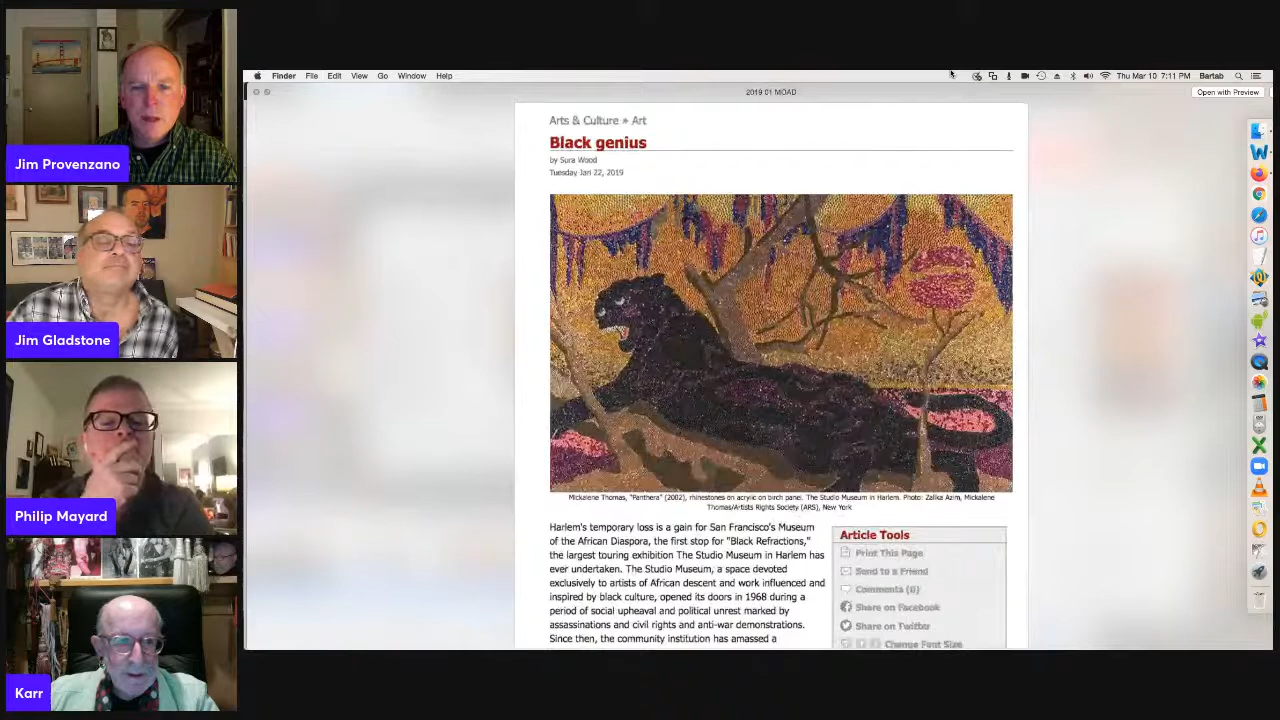 Jim Provenzano
Jim Gladstone
Philip Mayard
Karr
Finder File Edit View Go Window Help
Thu Mar 10 7:11 PM Bartab
2019 01 MOAD
Open with Preview
Arts & Culture » Art
Black genius
by Sura Wood
Tuesday Jan 22, 2019
Mickalene Thomas, "Panthera" (2002), rhinestones on acrylic on birch panel. The Studio Museum in Harlem. Photo: Zalika Azim, Mickalene
Thomas/Artists Rights Society (ARS), New York
Harlem's temporary loss is a gain for San Francisco's Museum
of the African Diaspora, the first stop for "Black Refractions,"
the largest touring exhibition The Studio Museum in Harlem has
ever undertaken. The Studio Museum, a space devoted
exclusively to artists of African descent and work influenced and
inspired by black culture, opened its doors in 1968 during a
period of social upheaval and political unrest marked by
assassinations and civil rights and anti-war demonstrations.
Since then, the community institution has amassed a
Article Tools
Print This Page
Send to a Friend
Comments (0)
Share on Facebook
Share on Twitter
Change Font Size